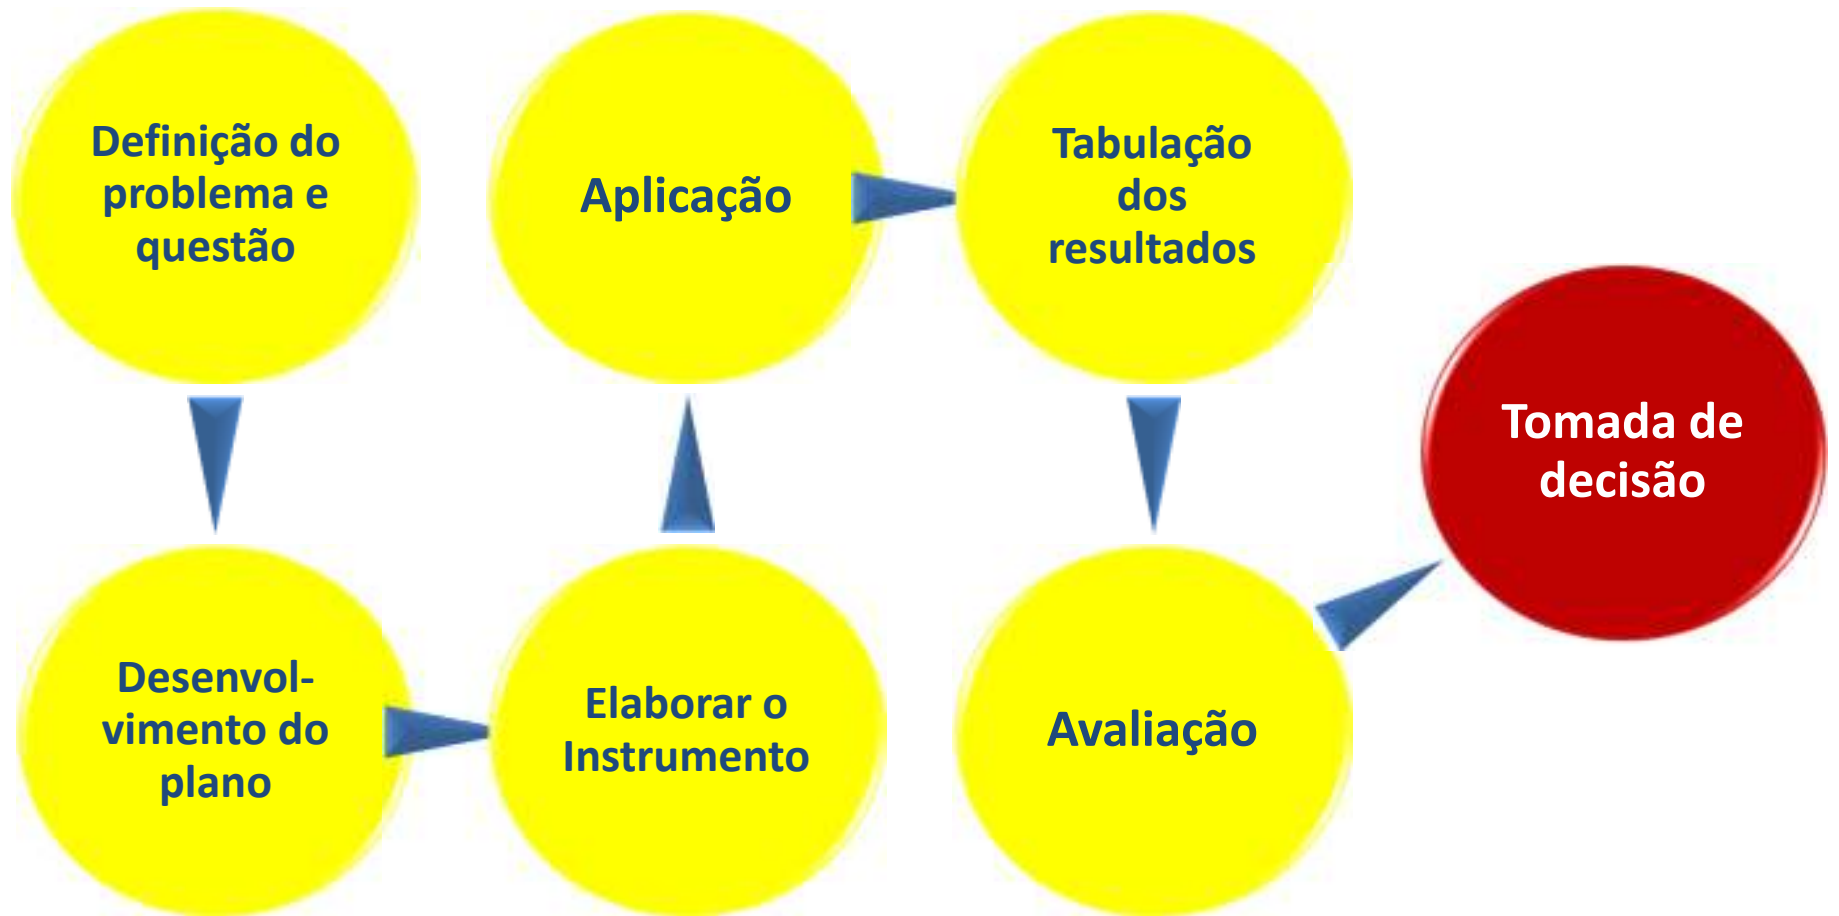 Definição do
problema e
questão
Desenvol-
vimento do
plano
Elaborar o
Instrumento
Aplicação
Tabulação
dos
resultados
Avaliação
Tomada de
decisão